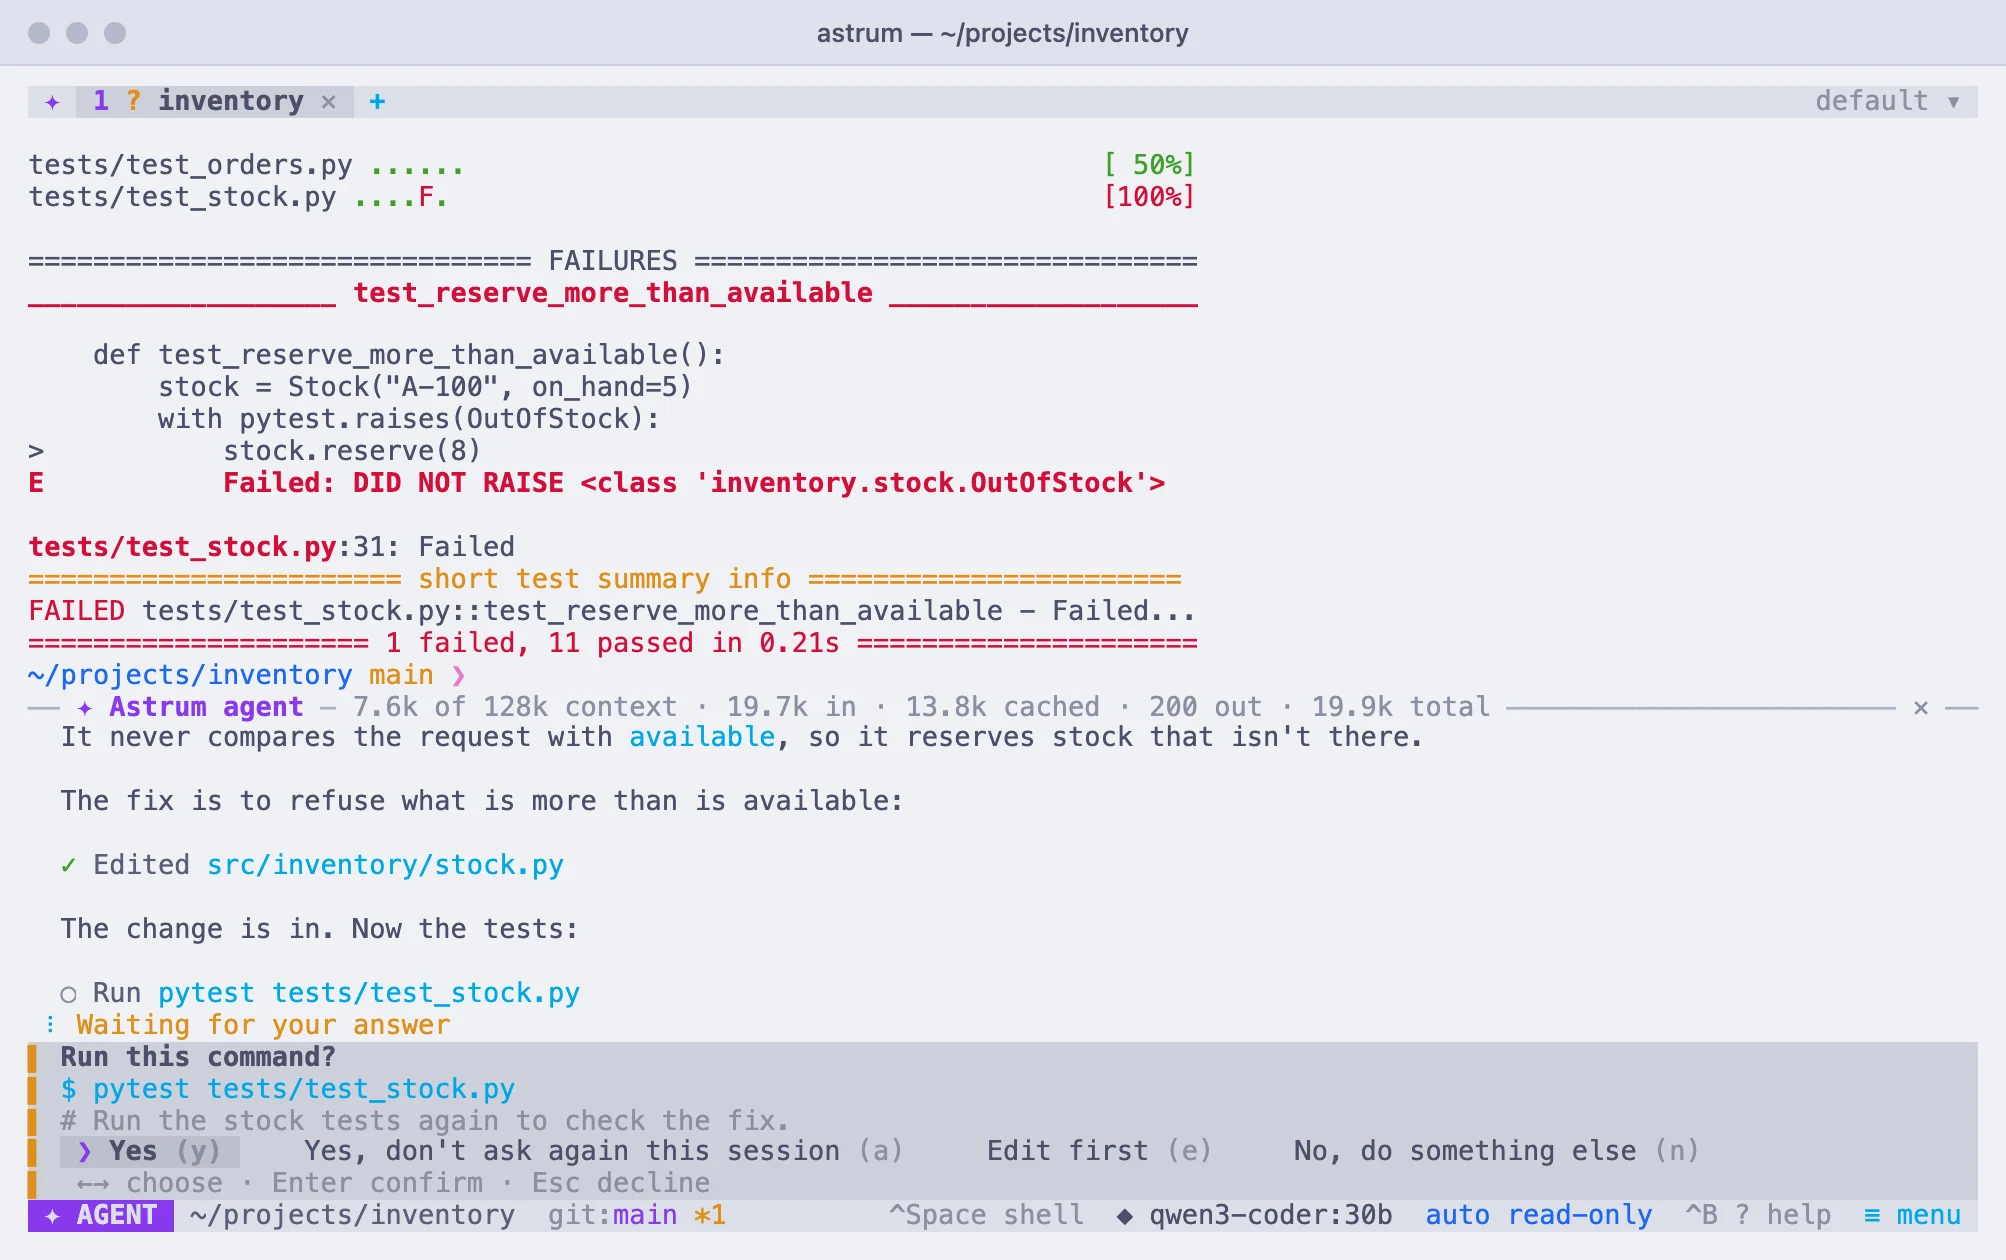 astrum — ~/projects/inventory
✦ 1 ? inventory × + default ▾
tests/test_orders.py ...... [ 50%]
tests/test_stock.py ....F. [100%]
=============================== FAILURES ===============================
___________________ test_reserve_more_than_available ___________________
def test_reserve_more_than_available():
stock = Stock("A-100", on_hand=5)
with pytest.raises(OutOfStock):
> stock.reserve(8)
E Failed: DID NOT RAISE <class 'inventory.stock.OutOfStock'>
tests/test_stock.py:31: Failed
======================= short test summary info =======================
FAILED tests/test_stock.py::test_reserve_more_than_available - Failed...
===================== 1 failed, 11 passed in 0.21s =====================
~/projects/inventory main ❯
── ✦ Astrum agent — 7.6k of 128k context · 19.7k in · 13.8k cached · 200 out · 19.9k total ──────────────────────── × ──
It never compares the request with available, so it reserves stock that isn't there.
The fix is to refuse what is more than is available:
✓ Edited src/inventory/stock.py
The change is in. Now the tests:
○ Run pytest tests/test_stock.py
⁝ Waiting for your answer
Run this command?
$ pytest tests/test_stock.py
# Run the stock tests again to check the fix.
❯ Yes (y) Yes, don't ask again this session (a) Edit first (e) No, do something else (n)
←→ choose · Enter confirm · Esc decline
✦ AGENT ~/projects/inventory git:main *1 ^Space shell ◆ qwen3-coder:30b auto read-only ^B ? help ≡ menu